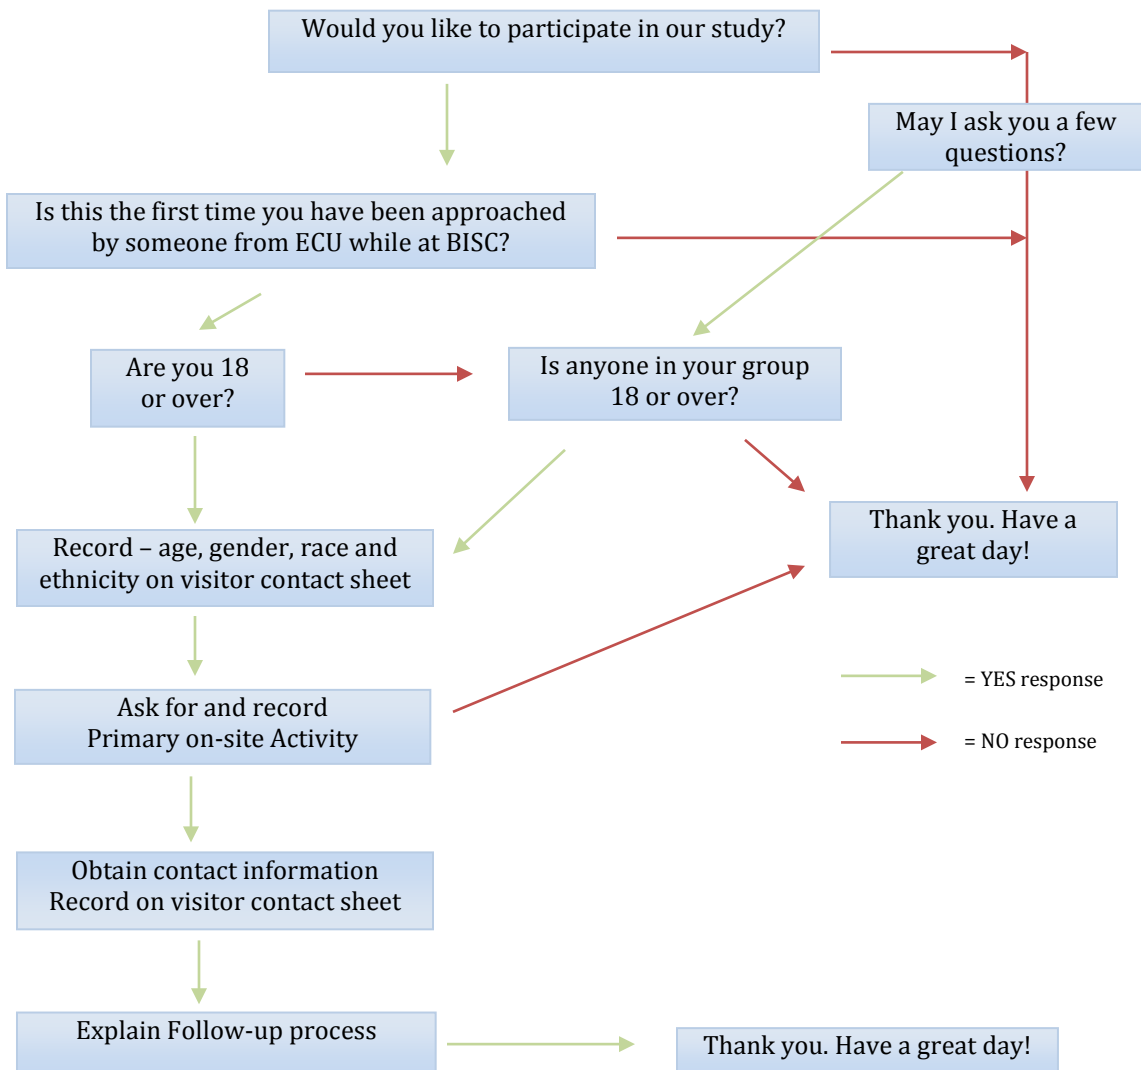 Would you like to participate in our study?
May I ask you a few
questions?
Is this the first time you have been approached
by someone from ECU while at BISC?
Are you 18
or over?
Is anyone in your group
18 or over?
Thank you. Have a
great day!
Record – age, gender, race and
ethnicity on visitor contact sheet
= YES response
= NO response
Ask for and record
Primary on-site Activity
Obtain contact information
Record on visitor contact sheet
Explain Follow-up process
Thank you. Have a great day!